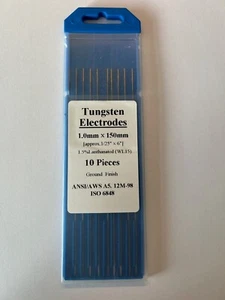 Tungsten
Electrodes
1.0mm × 150mm
[approx.1/25" x 6"]
1.5%Lanthanated (WL15)
10 Pieces
Ground Finish
ANSI/AWS A5. 12M-98
ISO 6848